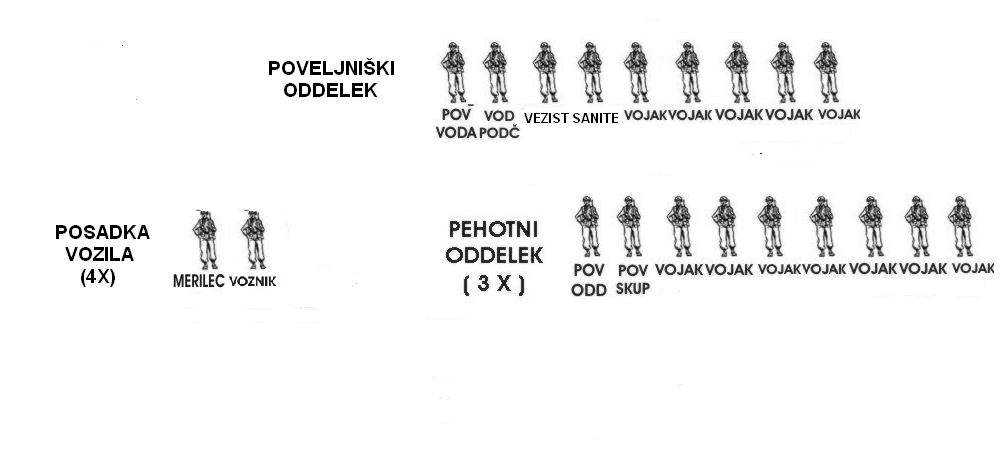 POVELJNIŠKI
ODDELEK
POV VOD VEZIST SANITE VOJAK VOJAK VOJAK VOJAK VOJAK
VODA PODČ
POSADKA
VOZILA
(4X)
MERILEC VOZNIK
PEHOTNI
ODDELEK
( 3 X )
POV POV VOJAK VOJAK VOJAK VOJAK VOJAK VOJAK VOJAK
ODD SKUP